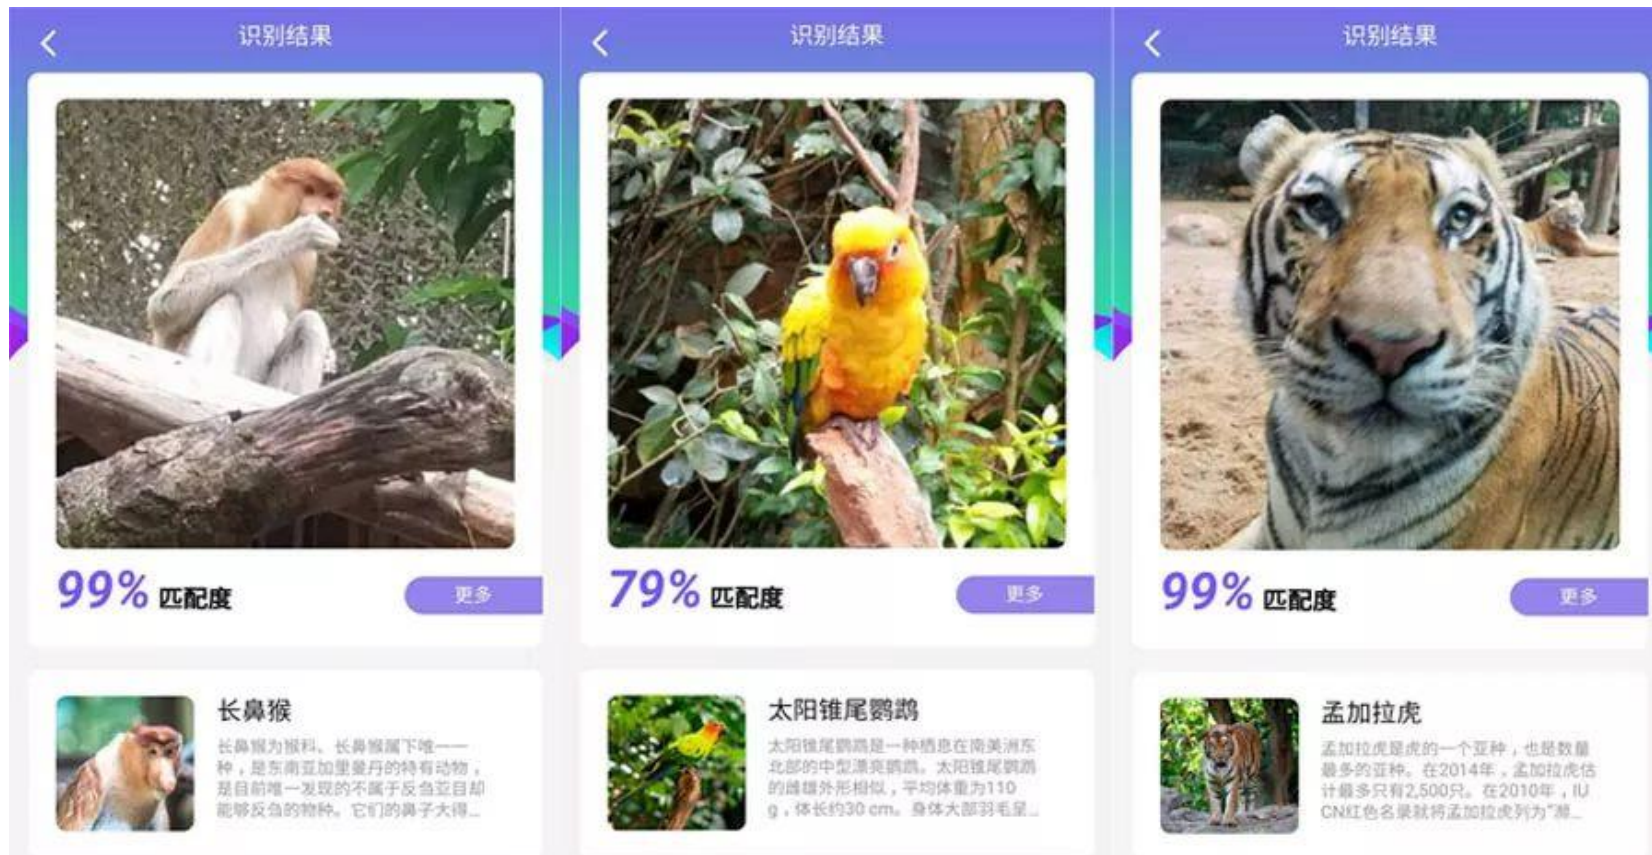 识别结果
99% 匹配度
更多
长鼻猴
长鼻猴为猴科。长鼻猴属下唯一一
种，是东南亚加里曼丹的特有动物，
是目前唯一发现的不属于反刍亚目却
能够反刍的物种。它们的鼻子大得...
识别结果
79% 匹配度
更多
太阳锥尾鹦鹉
太阳锥尾鹦鹉是一种栖息在南美洲东
北部的中型漂亮鹦鹉。太阳锥尾鹦鹉
的雌雄外形相似，平均体重为110
g，体长约30 cm。身体大部羽毛呈...
识别结果
99% 匹配度
更多
孟加拉虎
孟加拉虎是虎的一个亚种，也是数量
最多的亚种。在2014年，孟加拉虎估
计最多只有2,500只。在2010年，IU
CN红色名录就将孟加拉虎列为“濒...